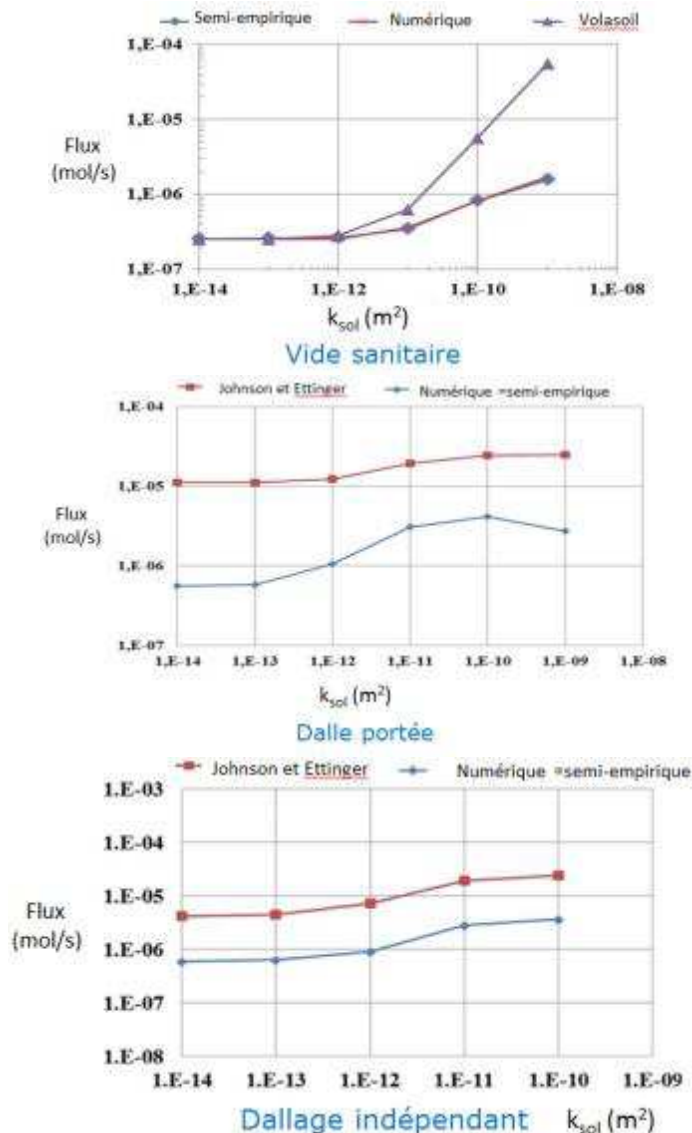 Semi-empirique Numérique Volasoil
1,E-04
1,E-05
Flux
(mol/s)
1,E-06
1,E-07
1,E-14 1,E-12 1,E-10 1,E-08
ksol (m²)
Vide sanitaire
Johnson et Ettinger Numérique =semi-empirique
1,E-04
1,E-05
Flux
(mol/s)
1,E-06
1,E-07
1,E-14 1,E-13 1,E-12 1,E-11 1,E-10 1,E-09 1,E-08
ksol (m²)
Dalle portée
Johnson et Ettinger Numérique =semi-empirique
1.E-03
1.E-04
Flux
(mol/s)
1.E-05
1.E-06
1.E-07
1.E-08
1.E-14 1.E-13 1.E-12 1.E-11 1.E-10 1.E-09
Dallage indépendant ksol (m²)